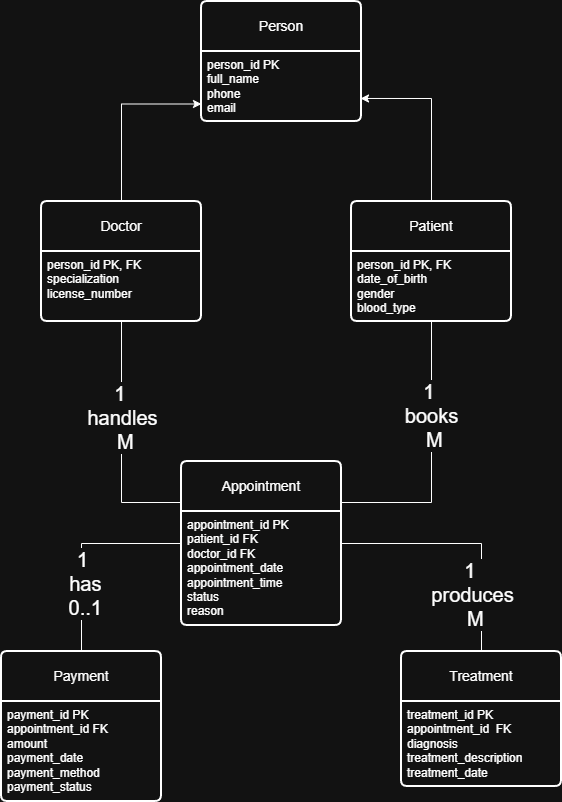 Person
person_id PK
full_name
phone
email
Doctor
person_id PK, FK
specialization
license_number
Patient
person_id PK, FK
date_of_birth
gender
blood_type
1
handles
M
1
books
M
Appointment
appointment_id PK
patient_id FK
doctor_id FK
appointment_date
appointment_time
status
reason
1
has
0..1
1
produces
M
Payment
payment_id PK
appointment_id FK
amount
payment_date
payment_method
payment_status
Treatment
treatment_id PK
appointment_id  FK
diagnosis
treatment_description
treatment_date